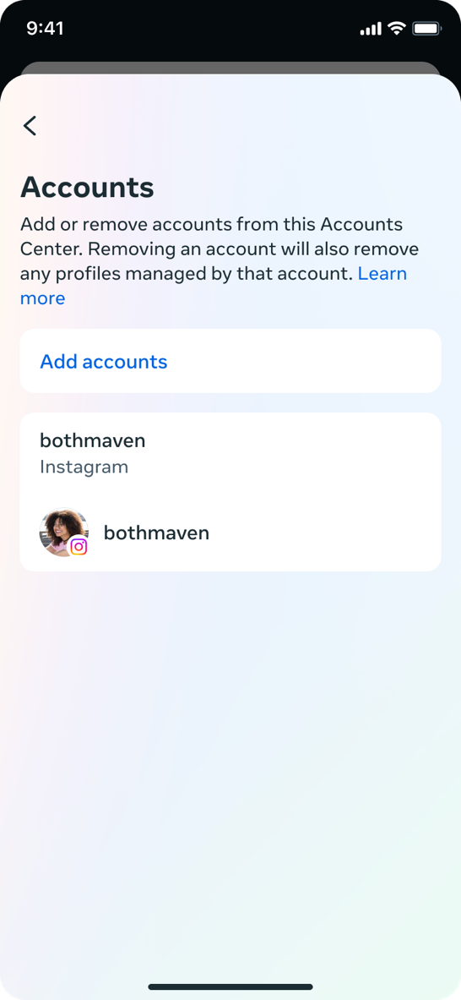 9:41
Accounts
Add or remove accounts from this Accounts
Center. Removing an account will also remove
any profiles managed by that account. Learn
more
Add accounts
bothmaven
Instagram
bothmaven